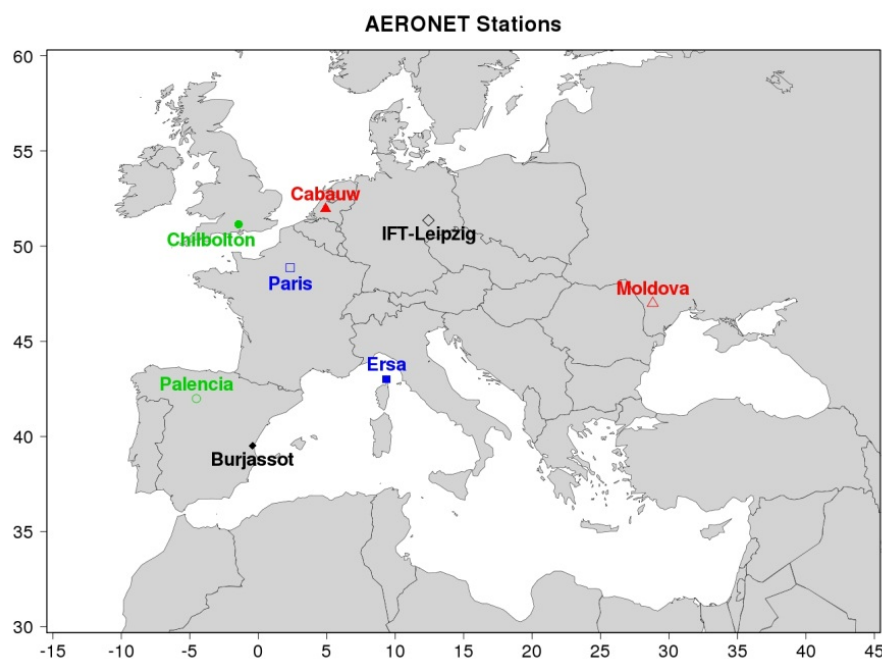 AERONET Stations
60
Cabauw
IFT-Leipzig
50
Chilbolton
Paris
Moldova
45
Ersa
Palencia
40
Burjassot
35
30
-15 -10 -5 0 5 10 15 20 25 30 35 40 45